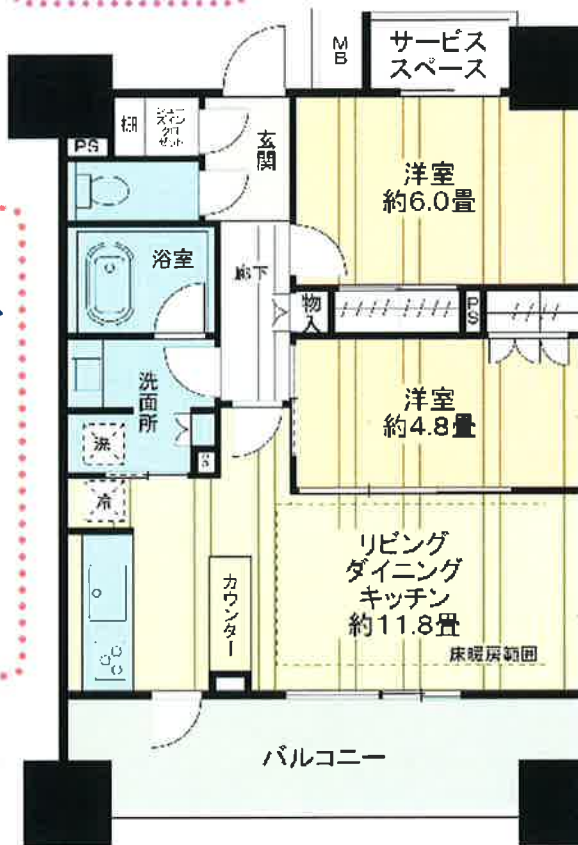 MB
サービス
スペース
棚
シューズイン
クロ
ゼット
PS
玄関
洋室
約6.0畳
浴室
廊下
物入
PS
洗面所
洋室
約4.8畳
洗
PS
冷
リビング
ダイニング
キッチン
約11.8畳
カウンター
床暖房範囲
バルコニー